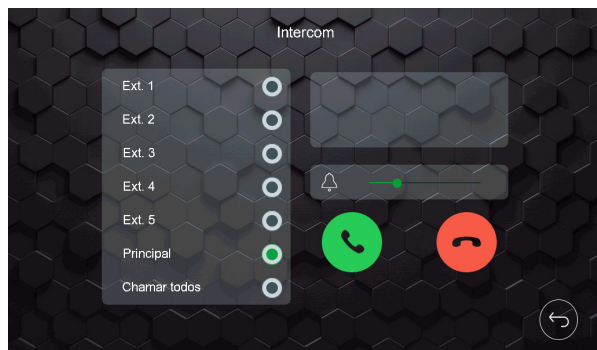 Intercom
Ext. 1
Ext. 2
Ext. 3
Ext. 4
Ext. 5
Principal
Chamar todos